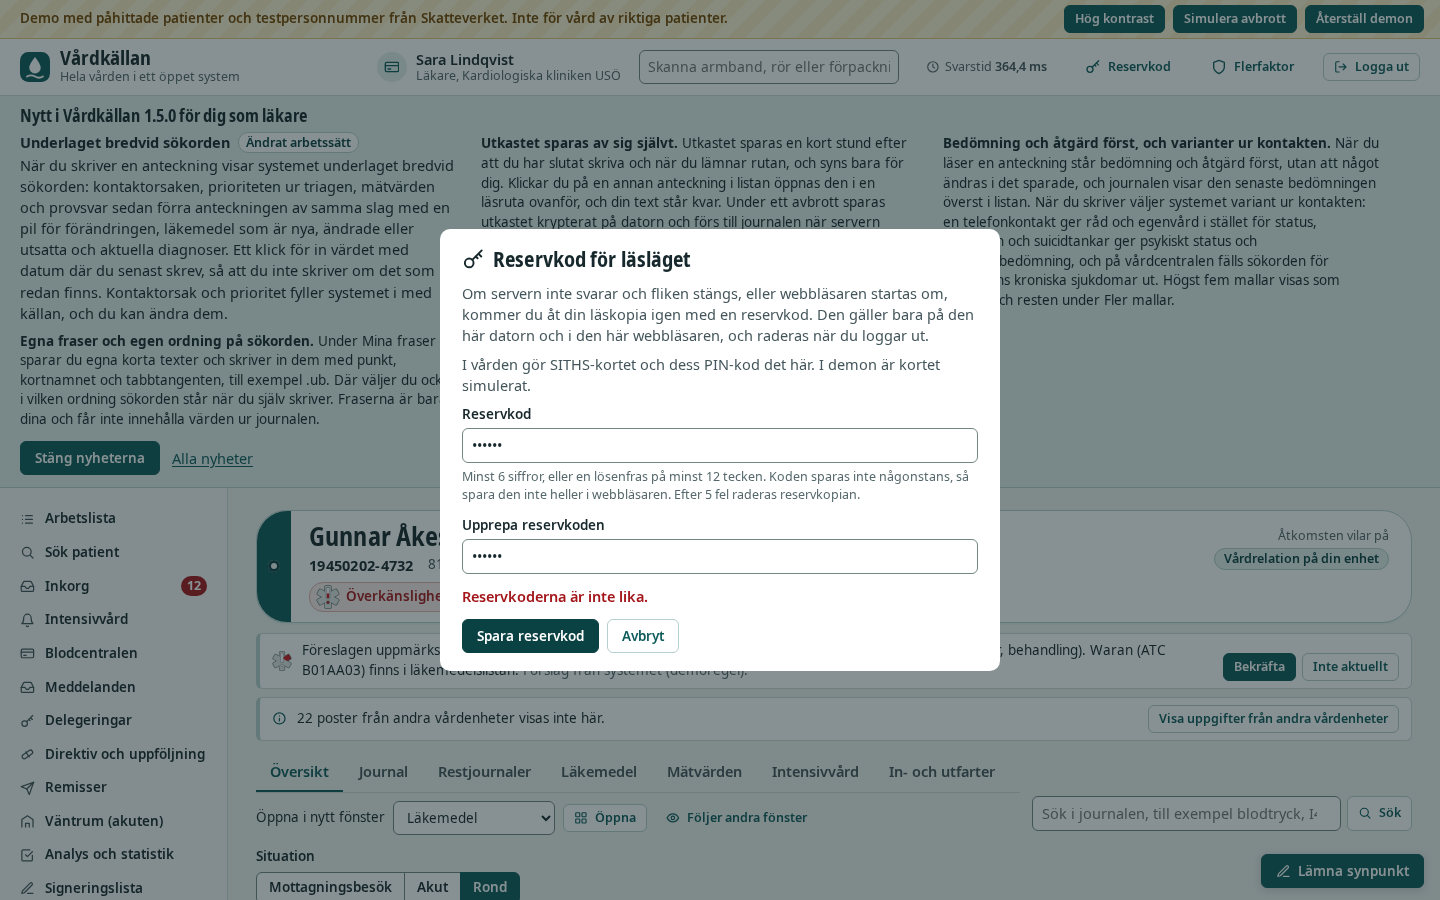 Demo med påhittade patienter och testpersonnummer från Skatteverket. Inte för vård av riktiga patienter.
Hög kontrast
Simulera avbrott
Återställ demon
Vårdkällan
Hela vården i ett öppet system
Sara Lindqvist
Läkare, Kardiologiska kliniken USÖ
Skanna armband, rör eller förpackni
Svarstid 364,4 ms
Reservkod
Flerfaktor
Logga ut
Nytt i Vårdkällan 1.5.0 för dig som läkare
Underlaget bredvid sökorden
Ändrat arbetssätt
När du skriver en anteckning visar systemet underlaget bredvid
sökorden: kontaktorsaken, prioriteten ur triagen, mätvärden
och provsvar sedan förra anteckningen av samma slag med en
pil för förändringen, läkemedel som är nya, ändrade eller
utsatta och aktuella diagnoser. Ett klick för in värdet med
datum där du senast skrev, så att du inte skriver om det som
redan finns. Kontaktorsak och prioritet fyller systemet i med
källan, och du kan ändra dem.
Egna fraser och egen ordning på sökorden. Under Mina fraser
sparar du egna korta texter och skriver in dem med punkt,
kortnamnet och tabbtangenten, till exempel .ub. Där väljer du ock
i vilken ordning sökorden står när du själv skriver. Fraserna är bara
dina och får inte innehålla värden ur journalen.
Utkastet sparas av sig självt. Utkastet sparas en kort stund efter
att du har slutat skriva och när du lämnar rutan, och syns bara för
dig. Klickar du på en annan anteckning i listan öppnas den i en
läsruta ovanför, och din text står kvar. Under ett avbrott sparas
utkastet krypterat på datorn och förs till journalen när servern
Bedömning och åtgärd först, och varianter ur kontakten. När du
läser en anteckning står bedömning och åtgärd först, utan att något
ändras i det sparade, och journalen visar den senaste bedömningen
överst i listan. När du skriver väljer systemet variant ur kontakten:
en telefonkontakt ger råd och egenvård i stället för status,
och suicidtankar ger psykiskt status och
bedömning, och på vårdcentralen fälls sökorden för
kroniska sjukdomar ut. Högst fem mallar visas som
och resten under Fler mallar.
Stäng nyheterna
Alla nyheter
Reservkod för läsläget
Om servern inte svarar och fliken stängs, eller webbläsaren startas om,
kommer du åt din läskopia igen med en reservkod. Den gäller bara på den
här datorn och i den här webbläsaren, och raderas när du loggar ut.
I vården gör SITHS-kortet och dess PIN-kod det här. I demon är kortet
simulerat.
Reservkod
••••••
Minst 6 siffror, eller en lösenfras på minst 12 tecken. Koden sparas inte någonstans, så
spara den inte heller i webbläsaren. Efter 5 fel raderas reservkopian.
Upprepa reservkoden
••••••
Reservkoderna är inte lika.
Spara reservkod
Avbryt
Arbetslista
Sök patient
Inkorg
12
Intensivvård
Blodcentralen
Meddelanden
Delegeringar
Direktiv och uppföljning
Remisser
Väntrum (akuten)
Analys och statistik
Signeringslista
Gunnar
19450202-4732
Åtkomsten vilar på
Vårdrelation på din enhet
Föreslagen
behandling). Waran (ATC
B01AA03) finns i läkemedelslistan. Förslag från systemet (demoregel).
Bekräfta
Inte aktuellt
22 poster från andra vårdenheter visas inte här.
Visa uppgifter från andra vårdenheter
Översikt
Journal
Restjournaler
Läkemedel
Mätvärden
Intensivvård
In- och utfarter
Öppna i nytt fönster
Läkemedel
Öppna
Följer andra fönster
Sök i journalen, till exempel blodtryck,
Sök
Situation
Mottagningsbesök
Akut
Rond
Lämna synpunkt